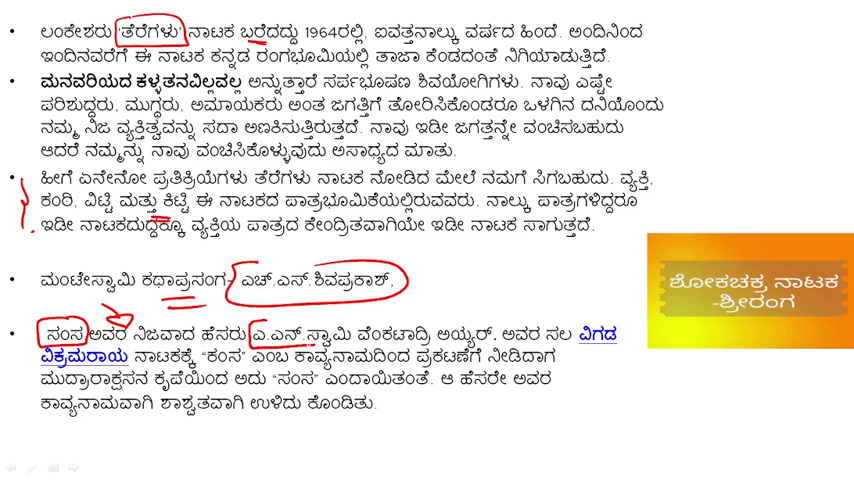 • ಲಂಕೇಶರು 'ತೆರೆಗಳು' ನಾಟಕ ಬರೆದದ್ದು 1964ರಲ್ಲಿ, ಐವತ್ತನಾಲ್ಕು ವರ್ಷದ ಹಿಂದೆ. ಅಂದಿನಿಂದ
ಇಂದಿನವರೆಗೆ ಈ ನಾಟಕ ಕನ್ನಡ ರಂಗಭೂಮಿಯಲ್ಲಿ ತಾಜಾ ಕೆಂಡದಂತೆ ನಿಗಿಯಾಡುತ್ತಿದೆ.
• ಮನವರಿಯದ ಕಳ್ಳತನವಿಲ್ಲವಲ್ಲ ಅನ್ನುತ್ತಾರೆ ಸರ್ಪಭೂಷಣ ಶಿವಯೋಗಿಗಳು. ನಾವು ಎಷ್ಟೇ
ಪರಿಶುದ್ಧರು, ಮುಗ್ಧರು, ಅಮಾಯಕರು ಅಂತ ಜಗತ್ತಿಗೆ ತೋರಿಸಿಕೊಂಡರೂ ಒಳಗಿನ ದನಿಯೊಂದು
ನಮ್ಮ ನಿಜ ವ್ಯಕ್ತಿತ್ವವನ್ನು ಸದಾ ಅಣಕಿಸುತ್ತಿರುತ್ತದೆ. ನಾವು ಇಡೀ ಜಗತ್ತನ್ನೇ ವಂಚಿಸಬಹುದು
ಆದರೆ ನಮ್ಮನ್ನು ನಾವು ವಂಚಿಸಿಕೊಳ್ಳುವುದು ಅಸಾಧ್ಯದ ಮಾತು.
• ಹೀಗೆ ಏನೇನೋ ಪ್ರತಿಕ್ರಿಯೆಗಳು ತೆರೆಗಳು ನಾಟಕ ನೋಡಿದ ಮೇಲೆ ನಮಗೆ ಸಿಗಬಹುದು. ವ್ಯಕ್ತಿ,
ಕಂಠಿ, ವಿಟ್ಟಿ ಮತ್ತು ಕಿಟ್ಟಿ ಈ ನಾಟಕದ ಪಾತ್ರಭೂಮಿಕೆಯಲ್ಲಿರುವವರು. ನಾಲ್ಕು ಪಾತ್ರಗಳಿದ್ದರೂ
ಇಡೀ ನಾಟಕದುದ್ದಕ್ಕೂ ವ್ಯಕ್ತಿಯ ಪಾತ್ರದ ಕೇಂದ್ರಿತವಾಗಿಯೇ ಇಡೀ ನಾಟಕ ಸಾಗುತ್ತದೆ.
• ಮಂಟೇಸ್ವಾಮಿ ಕಥಾಪ್ರಸಂಗ- ಎಚ್.ಎಸ್.ಶಿವಪ್ರಕಾಶ್,
• ಸಂಸ ಅವರ ನಿಜವಾದ ಹೆಸರು ಎ.ಎನ್.ಸ್ವಾಮಿ ವೆಂಕಟಾದ್ರಿ ಅಯ್ಯರ್. ಅವರ ಸಲ ವಿಗಡ
ವಿಕ್ರಮರಾಯ ನಾಟಕಕ್ಕೆ "ಕಂಸ" ಎಂಬ ಕಾವ್ಯನಾಮದಿಂದ ಪ್ರಕಟಣೆಗೆ ನೀಡಿದಾಗ
ಮುದ್ರಾರಾಕ್ಷಸನ ಕೃಪೆಯಿಂದ ಅದು "ಸಂಸ" ಎಂದಾಯಿತಂತೆ. ಆ ಹೆಸರೇ ಅವರ
ಕಾವ್ಯನಾಮವಾಗಿ ಶಾಶ್ವತವಾಗಿ ಉಳಿದು ಕೊಂಡಿತು.
ಶೋಕಚಕ್ರ ನಾಟಕ
-ಶ್ರೀರಂಗ